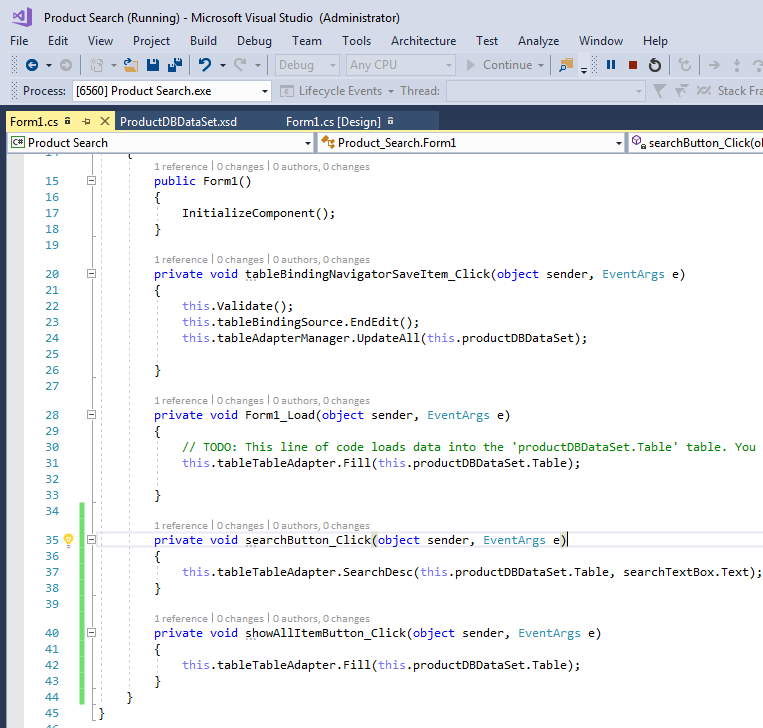 Product Search (Running) - Microsoft Visual Studio (Administrator)
File Edit View Project Build Debug Team Tools Architecture Test Analyze Window Help
Debug Any CPU Continue
Process: [6560] Product Search.exe Lifecycle Events Thread: Stack Fra
Form1.cs ProductDBDataSet.xsd Form1.cs [Design]
C# Product Search Product_Search.Form1 searchButton_Click(ob
14 {
1 reference | 0 changes | 0 authors, 0 changes
15 public Form1()
16 {
17 InitializeComponent();
18 }
19
1 reference | 0 changes | 0 authors, 0 changes
20 private void tableBindingNavigatorSaveItem_Click(object sender, EventArgs e)
21 {
22 this.Validate();
23 this.tableBindingSource.EndEdit();
24 this.tableAdapterManager.UpdateAll(this.productDBDataSet);
25
26 }
27
1 reference | 0 changes | 0 authors, 0 changes
28 private void Form1_Load(object sender, EventArgs e)
29 {
30 // TODO: This line of code loads data into the 'productDBDataSet.Table' table. You
31 this.tableTableAdapter.Fill(this.productDBDataSet.Table);
32
33 }
34
1 reference | 0 changes | 0 authors, 0 changes
35 private void searchButton_Click(object sender, EventArgs e)
36 {
37 this.tableTableAdapter.SearchDesc(this.productDBDataSet.Table, searchTextBox.Text);
38 }
39
1 reference | 0 changes | 0 authors, 0 changes
40 private void showAllItemButton_Click(object sender, EventArgs e)
41 {
42 this.tableTableAdapter.Fill(this.productDBDataSet.Table);
43 }
44 }
45 }